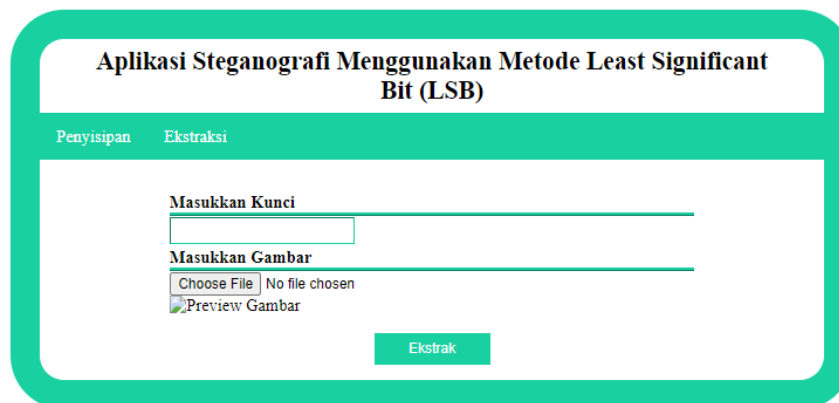 Aplikasi Steganografi Menggunakan Metode Least Significant
Bit (LSB)
Penyisipan Ekstraksi
Masukkan Kunci
Masukkan Gambar
Choose File No file chosen
Preview Gambar
Ekstrak